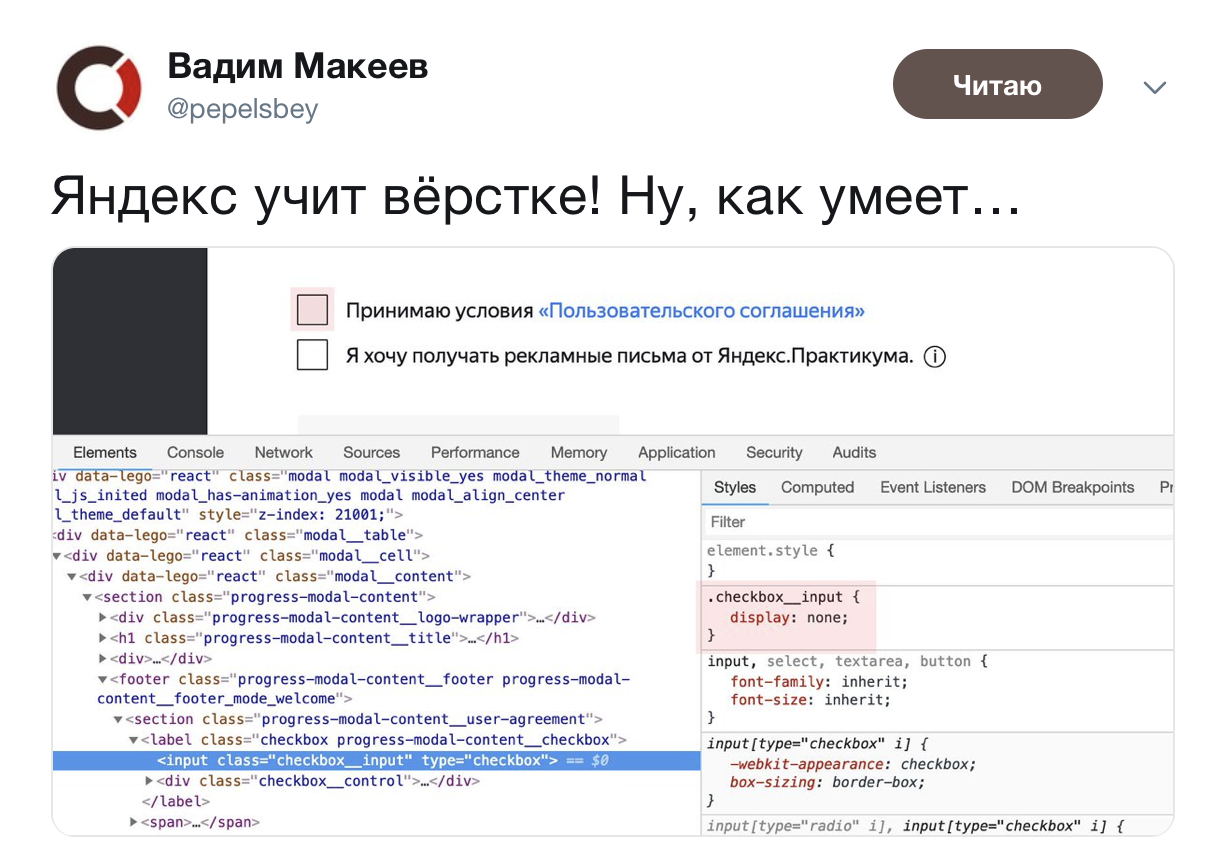 Вадим Макеев
@pepelsbey
Читаю
Яндекс учит вёрстке! Ну, как умеет…
Принимаю условия «Пользовательского соглашения»
Я хочу получать рекламные письма от Яндекс.Практикума.
Elements Console Network Sources Performance Memory Application Security Audits
iv data-lego="react" class="modal modal_visible_yes modal_theme_normal
l_js_inited modal_has-animation_yes modal modal_align_center
l_theme_default" style="z-index: 21001;">
<div data-lego="react" class="modal__table">
▼<div data-lego="react" class="modal__cell">
▼<div data-lego="react" class="modal__content">
▼<section class="progress-modal-content">
▶<div class="progress-modal-content__logo-wrapper">…</div>
▶<h1 class="progress-modal-content__title">…</h1>
▶<div>…</div>
▼<footer class="progress-modal-content__footer progress-modal-
content__footer_mode_welcome">
▼<section class="progress-modal-content__user-agreement">
▼<label class="checkbox progress-modal-content__checkbox">
<input class="checkbox__input" type="checkbox"> == $0
▶<div class="checkbox__control">…</div>
</label>
▶<span>…</span>
Styles Computed Event Listeners DOM Breakpoints Pr
Filter
element.style {
}
.checkbox__input {
display: none;
}
input, select, textarea, button {
font-family: inherit;
font-size: inherit;
}
input[type="checkbox" i] {
-webkit-appearance: checkbox;
box-sizing: border-box;
}
input[type="radio" i], input[type="checkbox" i] {